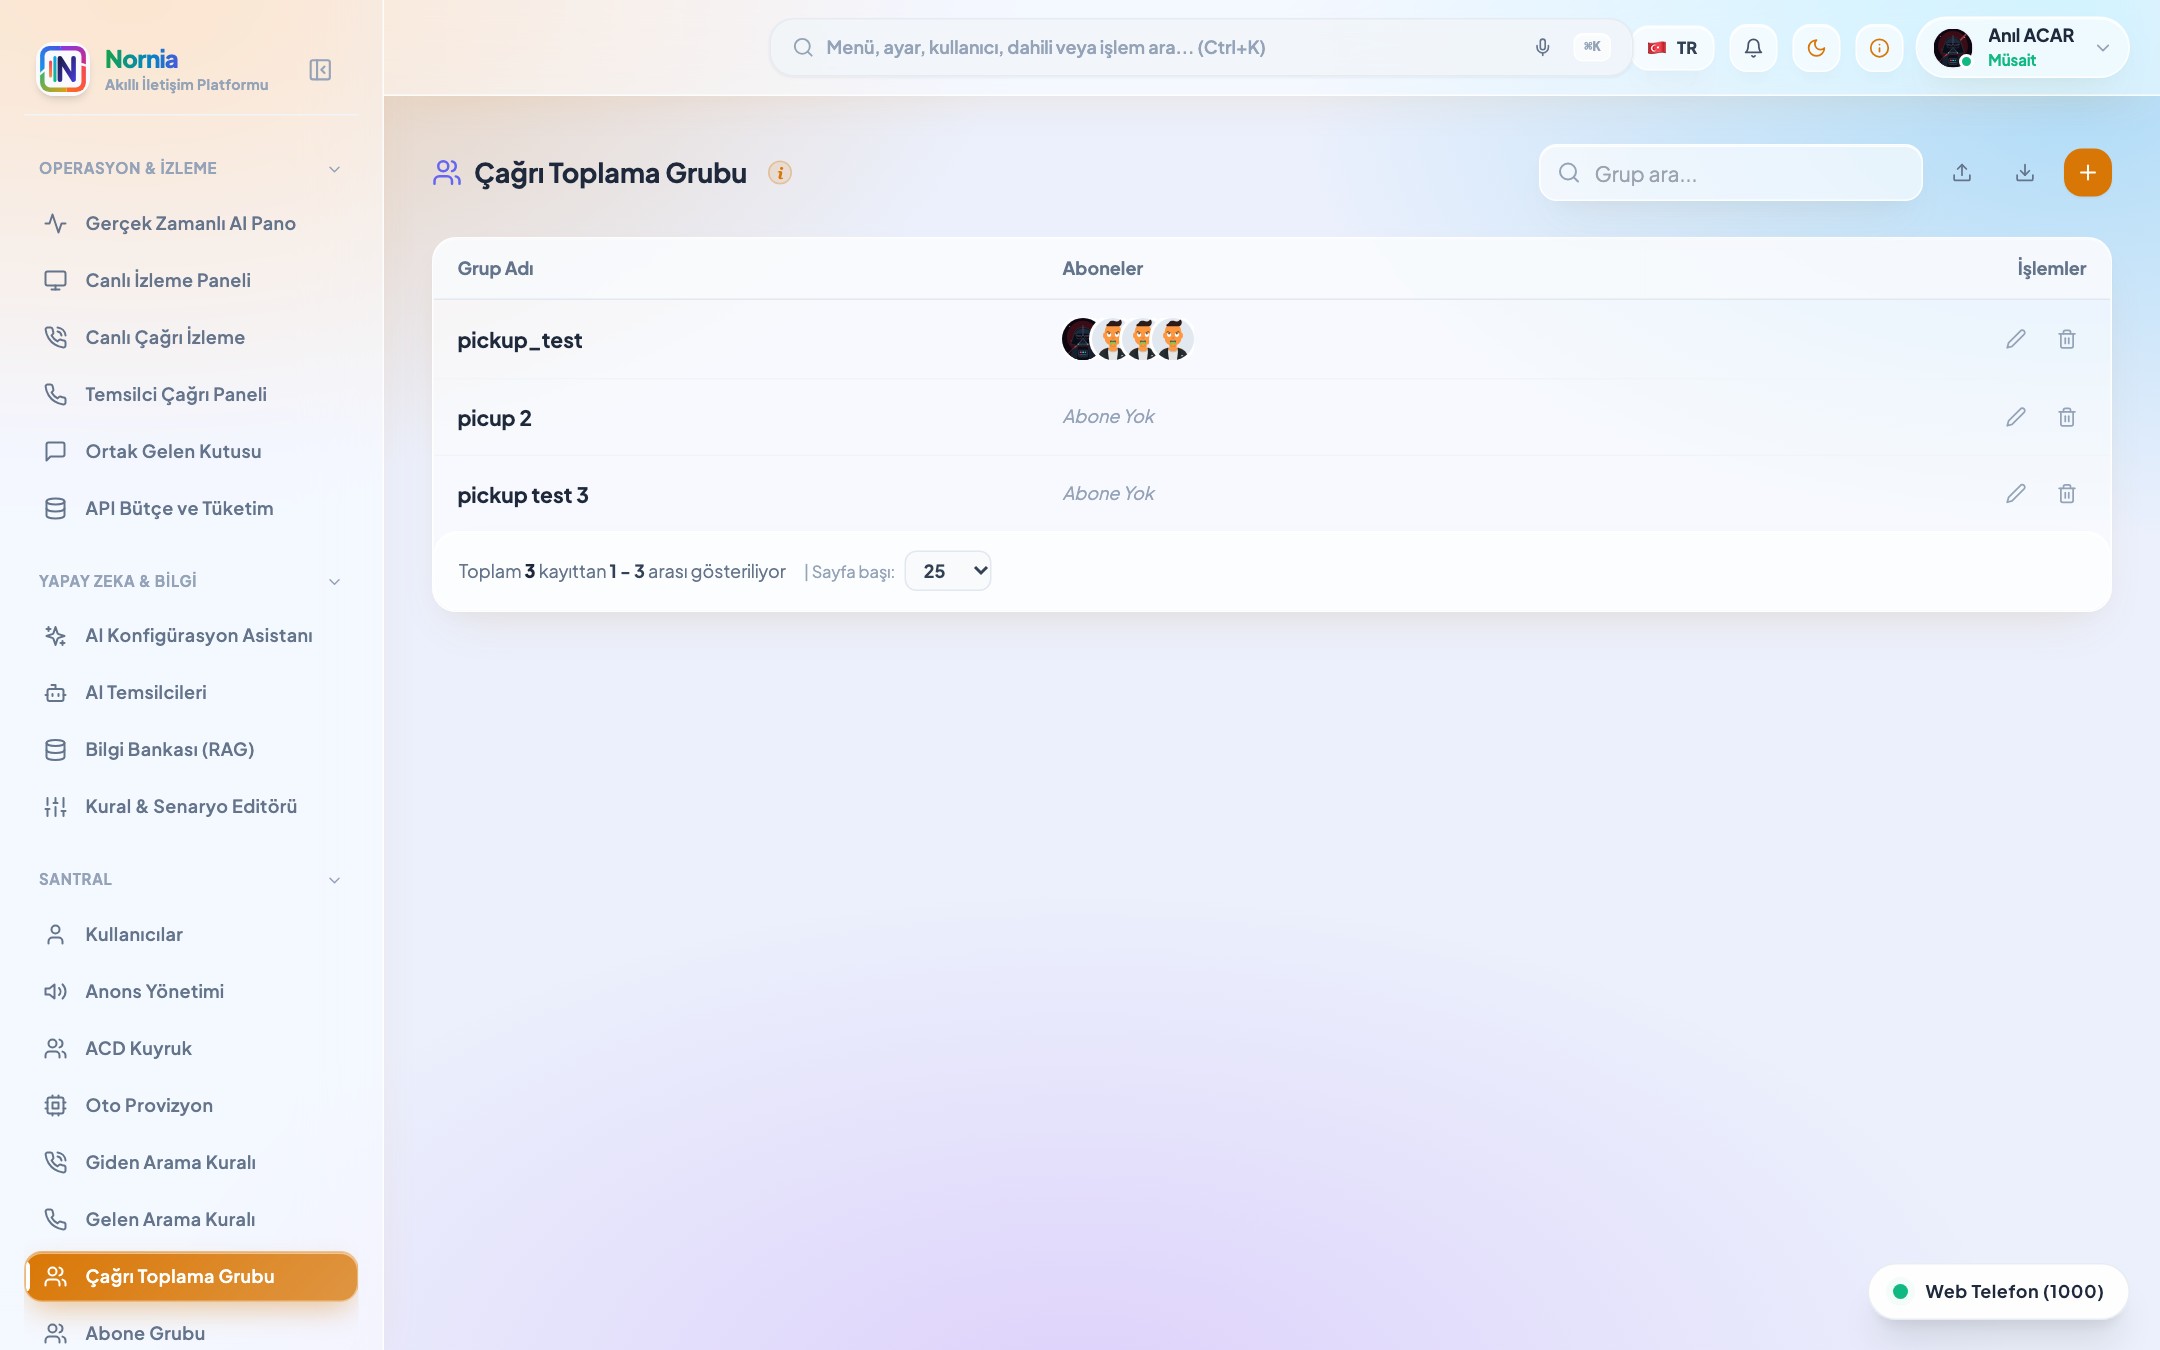 Nornia
Akıllı İletişim Platformu
Menü, ayar, kullanıcı, dahili veya işlem ara... (Ctrl+K)
⌘K
TR
Anıl ACAR
Müsait
OPERASYON & İZLEME
Gerçek Zamanlı AI Pano
Canlı İzleme Paneli
Canlı Çağrı İzleme
Temsilci Çağrı Paneli
Ortak Gelen Kutusu
API Bütçe ve Tüketim
YAPAY ZEKA & BİLGİ
AI Konfigürasyon Asistanı
AI Temsilcileri
Bilgi Bankası (RAG)
Kural & Senaryo Editörü
SANTRAL
Kullanıcılar
Anons Yönetimi
ACD Kuyruk
Oto Provizyon
Giden Arama Kuralı
Gelen Arama Kuralı
Çağrı Toplama Grubu
Abone Grubu
Çağrı Toplama Grubu
Grup ara...
Grup Adı Aboneler İşlemler
pickup_test
picup 2 Abone Yok
pickup test 3 Abone Yok
Toplam 3 kayıttan 1 - 3 arası gösteriliyor | Sayfa başı: 25
Web Telefon (1000)